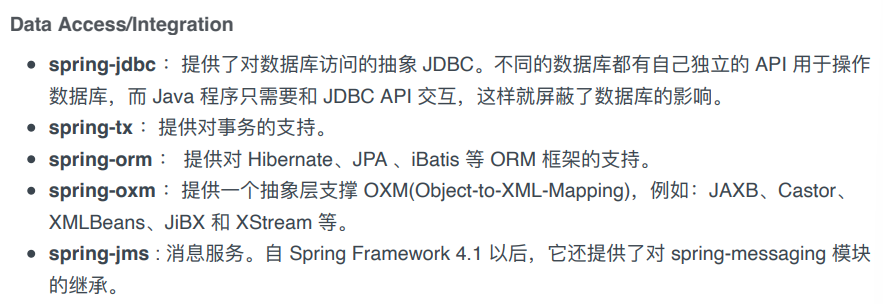 Data Access/Integration
• spring-jdbc ： 提供了对数据库访问的抽象 JDBC。不同的数据库都有自己独立的 API 用于操作
数据库，而 Java 程序只需要和 JDBC API 交互，这样就屏蔽了数据库的影响。
• spring-tx ： 提供对事务的支持。
• spring-orm ： 提供对 Hibernate、JPA 、iBatis 等 ORM 框架的支持。
• spring-oxm ： 提供一个抽象层支撑 OXM(Object-to-XML-Mapping)，例如：JAXB、Castor、
XMLBeans、JiBX 和 XStream 等。
• spring-jms : 消息服务。自 Spring Framework 4.1 以后，它还提供了对 spring-messaging 模块
的继承。